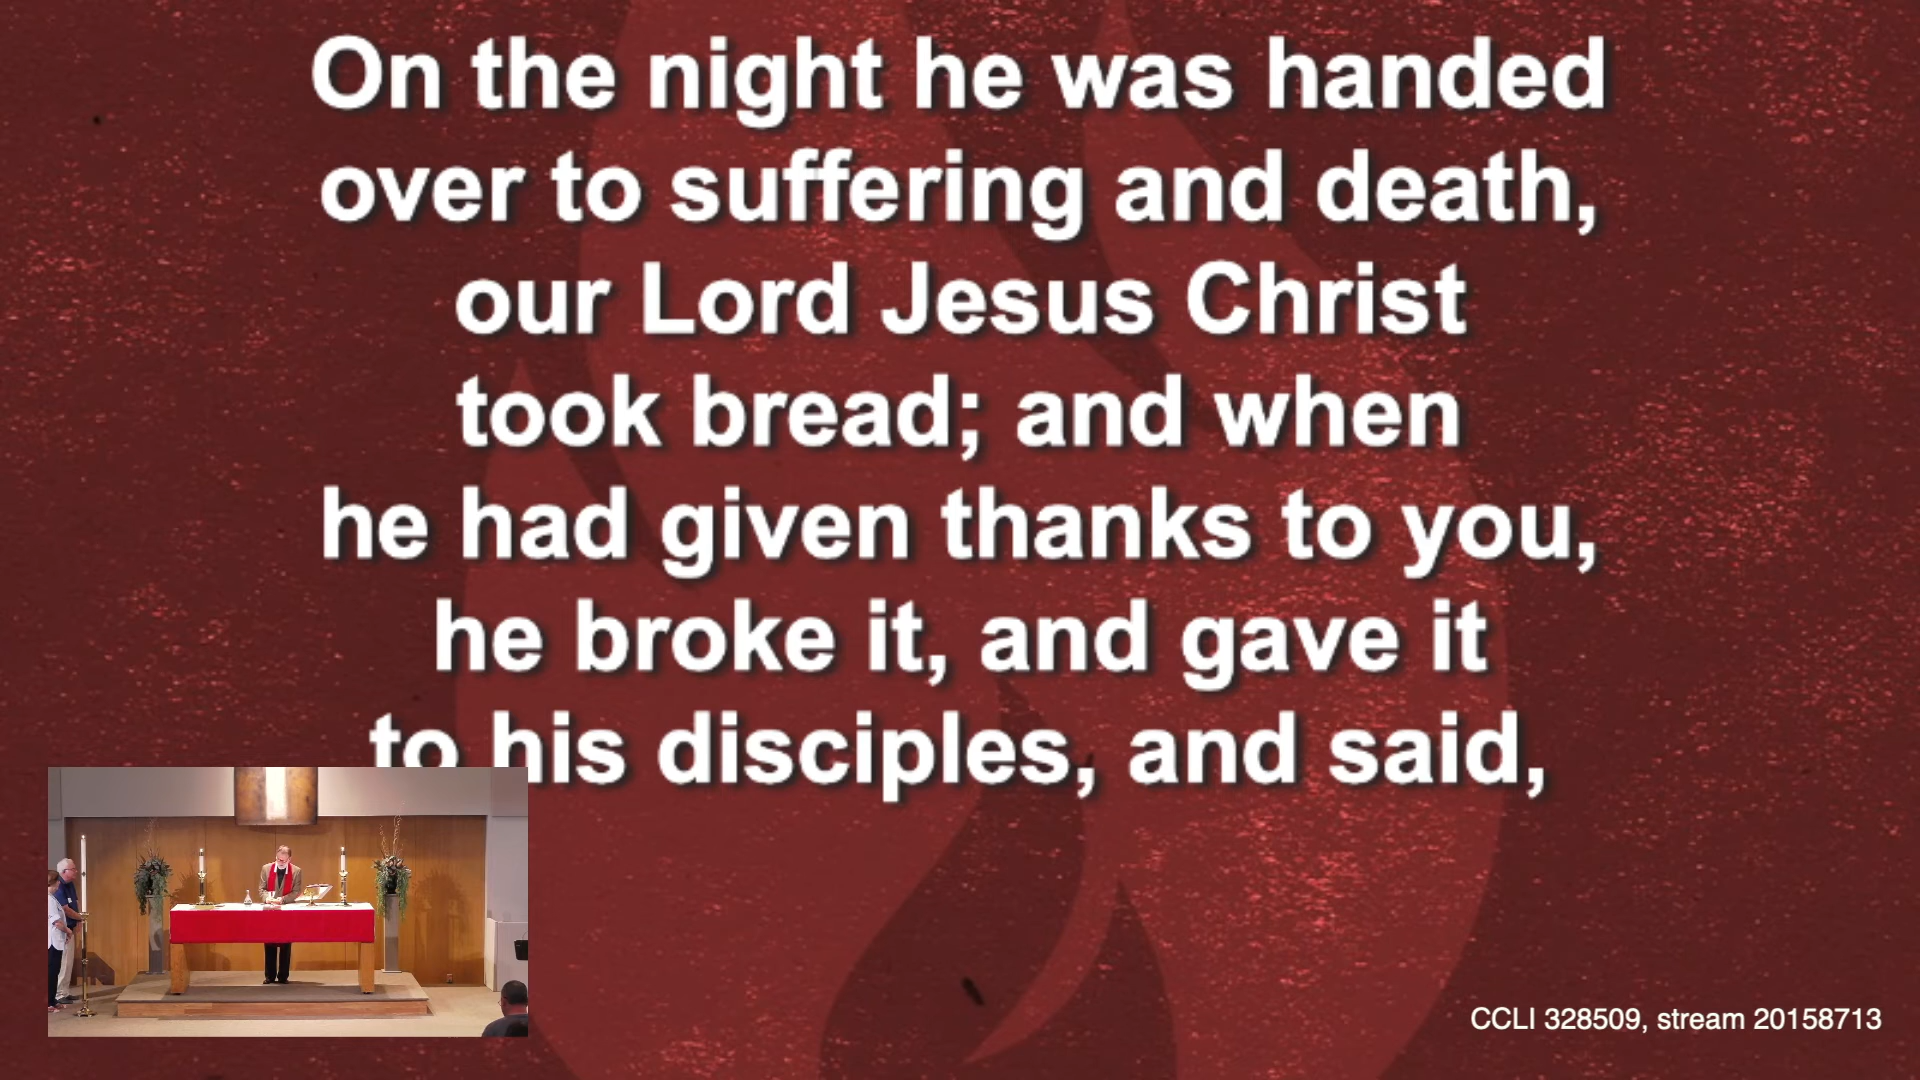 On the night he was handed
over to suffering and death,
our Lord Jesus Christ
took bread; and when
he had given thanks to you,
he broke it, and gave it
to his disciples, and said,
CCLI 328509, stream 20158713